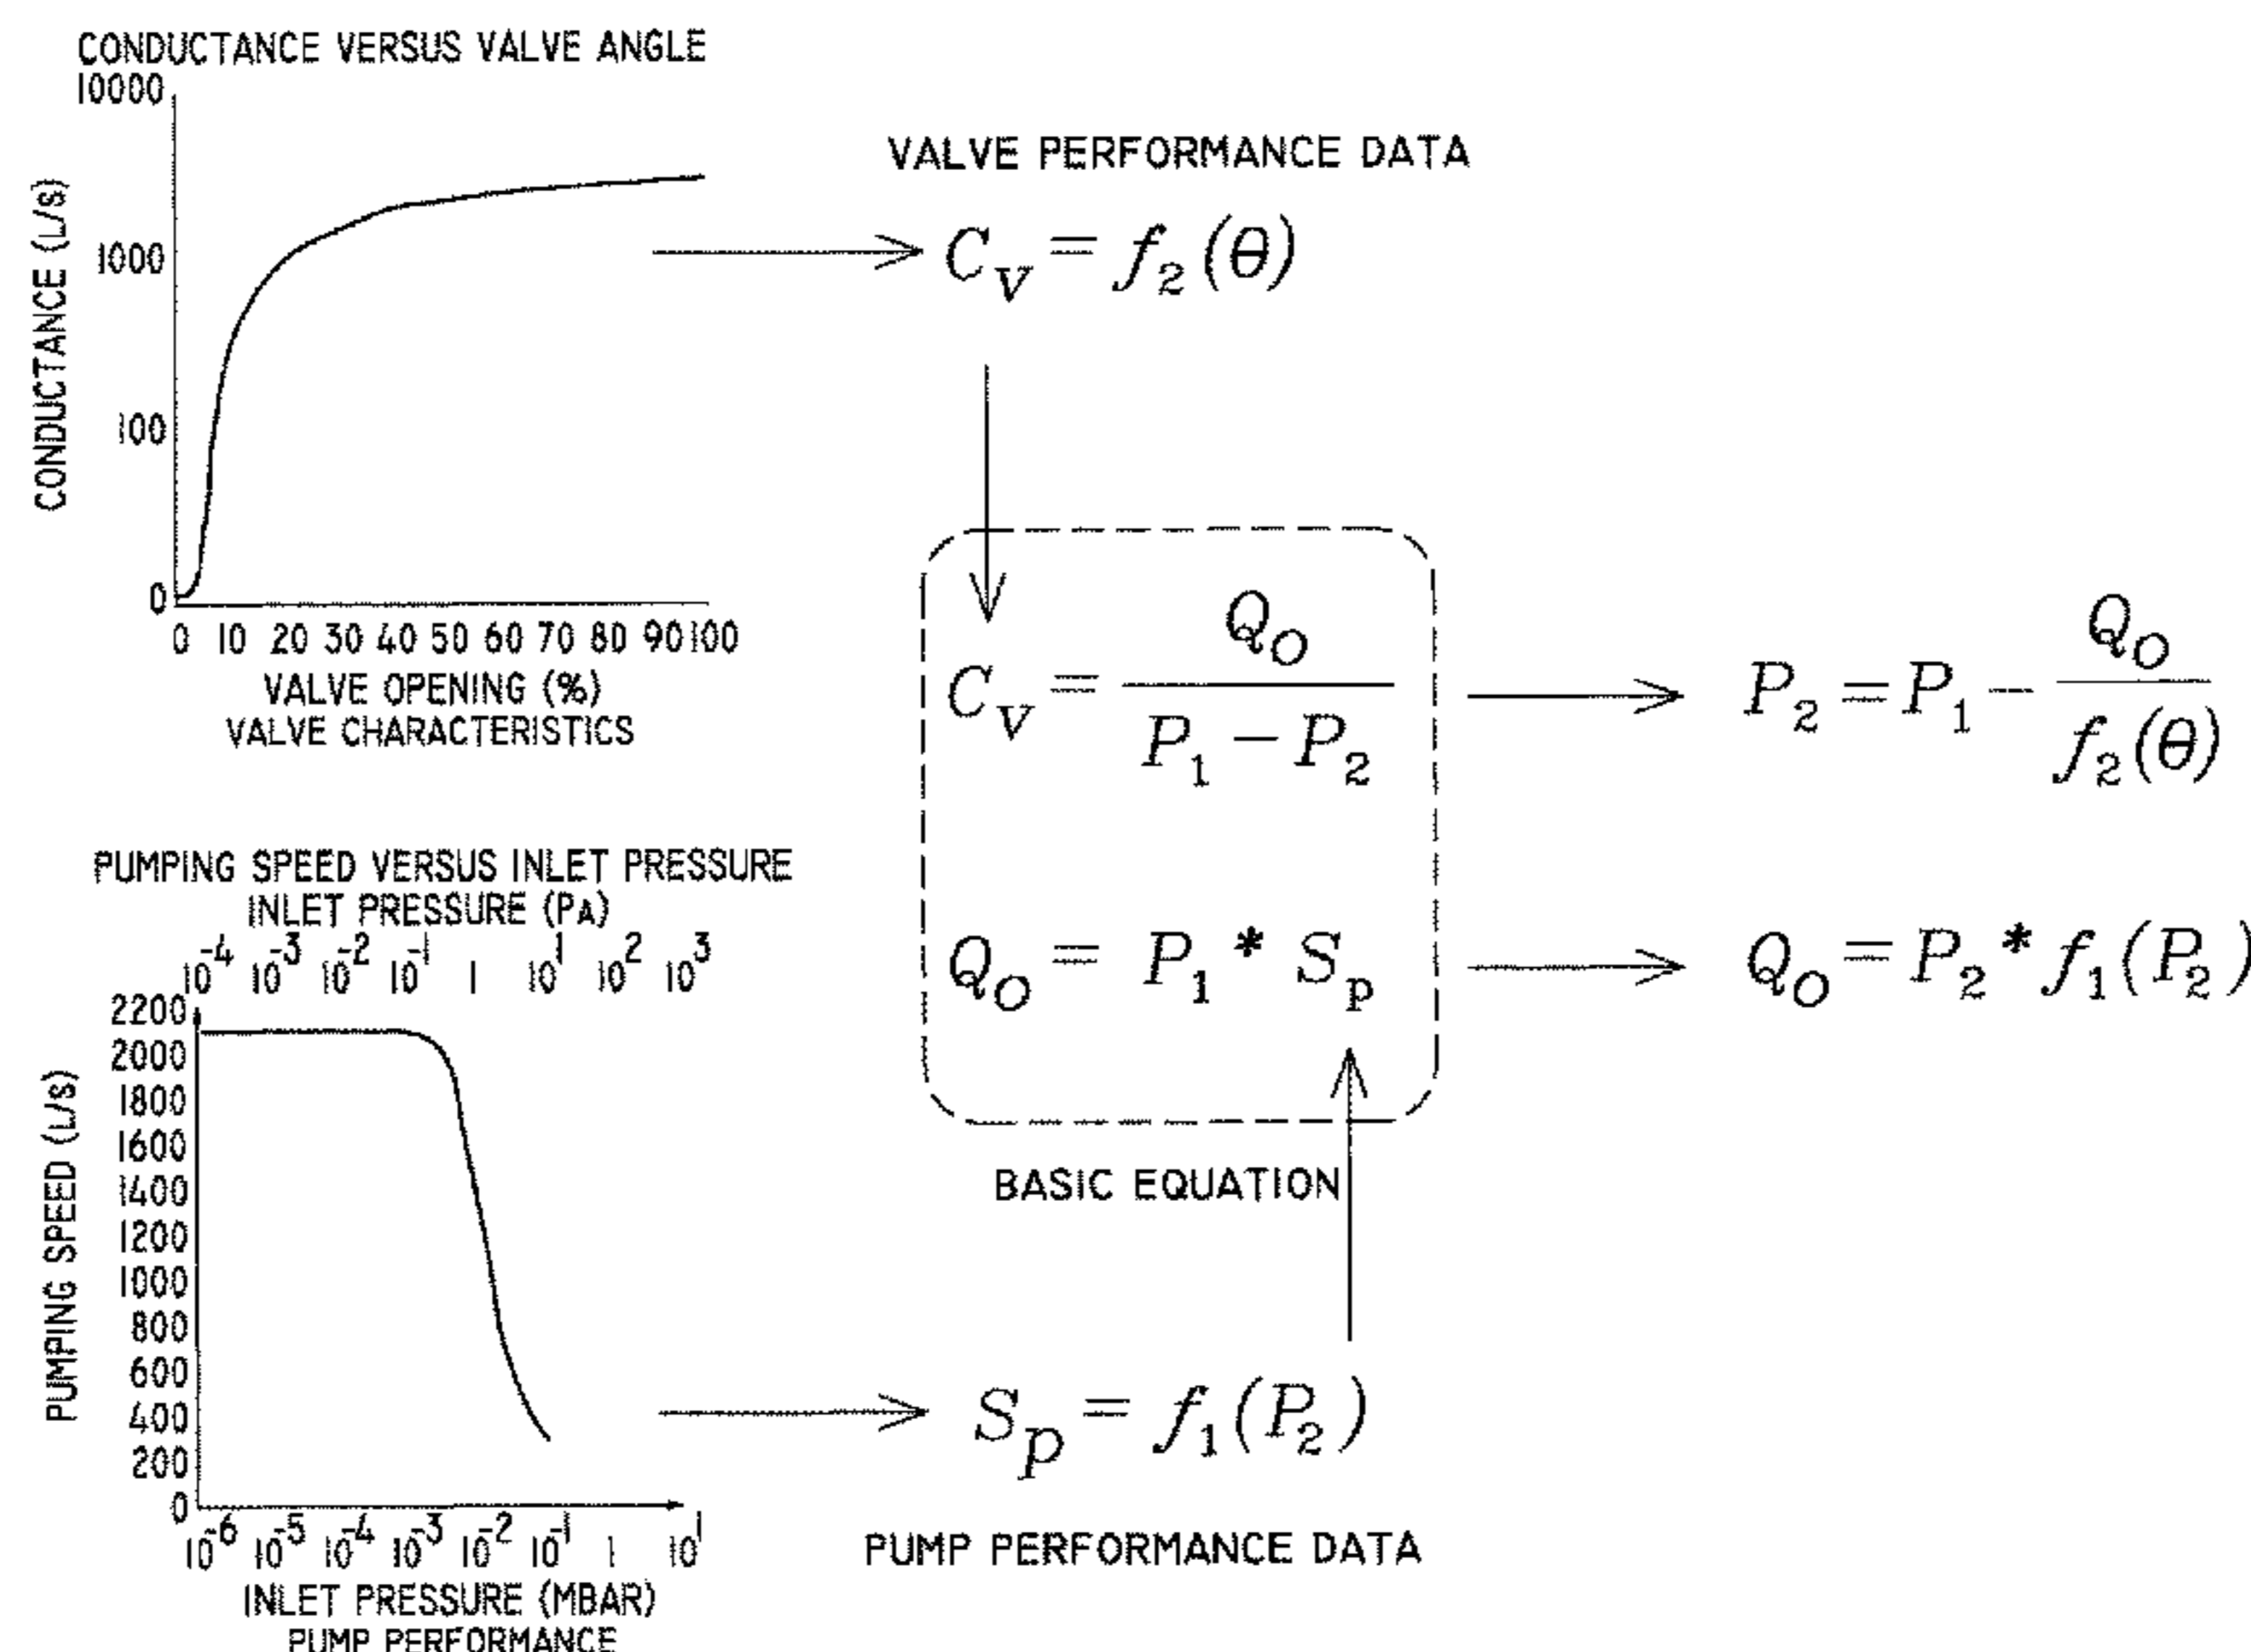 CONDUCTANCE VERSUS VALVE ANGLE
10000
1000
100
0
CONDUCTANCE (L/S)
0 10 20 30 40 50 60 70 80 90 100
VALVE OPENING (%)
VALVE CHARACTERISTICS
VALVE PERFORMANCE DATA
C_v = f_2(θ)
C_v = Q_O / (P_1 − P_2)
P_2 = P_1 − Q_O / f_2(θ)
Q_O = P_1 * S_p
Q_O = P_2 * f_1(P_2)
BASIC EQUATION
PUMPING SPEED VERSUS INLET PRESSURE
INLET PRESSURE (PA)
10^-4 10^-3 10^-2 10^-1 1 10^1 10^2 10^3
2200
2000
1800
1600
1400
1200
1000
800
600
400
200
0
PUMPING SPEED (L/S)
10^-6 10^-5 10^-4 10^-3 10^-2 10^-1 1 10^1
INLET PRESSURE (MBAR)
PUMP PERFORMANCE
S_p = f_1(P_2)
PUMP PERFORMANCE DATA